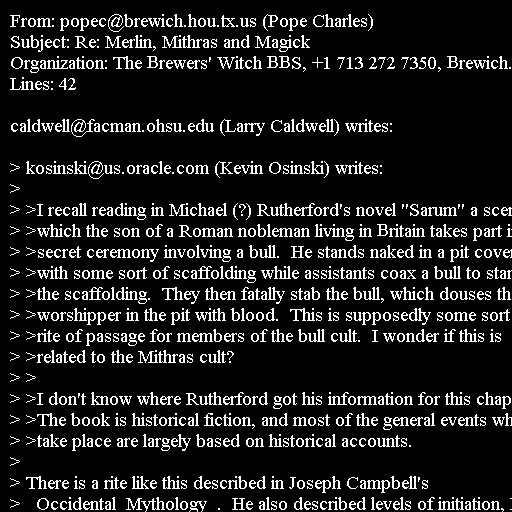 From: popec@brewich.hou.tx.us (Pope Charles)
Subject: Re: Merlin, Mithras and Magick
Organization: The Brewers' Witch BBS, +1 713 272 7350, Brewich.
Lines: 42
caldwell@facman.ohsu.edu (Larry Caldwell) writes:
> kosinski@us.oracle.com (Kevin Osinski) writes:
>
> >I recall reading in Michael (?) Rutherford's novel "Sarum" a scen
> >which the son of a Roman nobleman living in Britain takes part i
> >secret ceremony involving a bull.  He stands naked in a pit cover
> >with some sort of scaffolding while assistants coax a bull to stan
> >the scaffolding.  They then fatally stab the bull, which douses th
> >worshipper in the pit with blood.  This is supposedly some sort
> >rite of passage for members of the bull cult.  I wonder if this is
> >related to the Mithras cult?
> >
> >I don't know where Rutherford got his information for this chap
> >The book is historical fiction, and most of the general events wh
> >take place are largely based on historical accounts.
>
> There is a rite like this described in Joseph Campbell's
> _Occidental_Mythology_.  He also described levels of initiation,